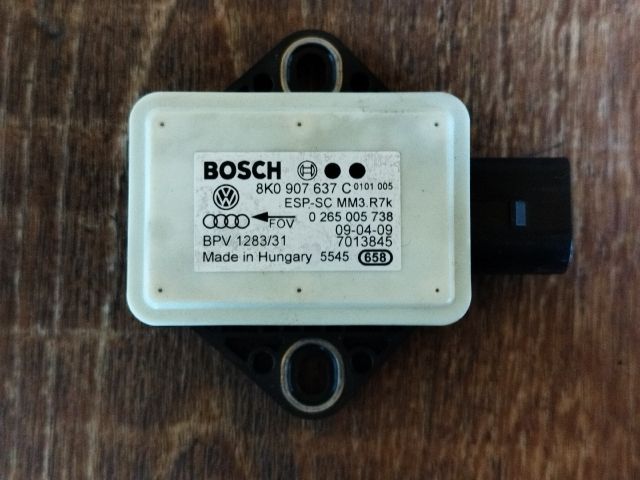 BOSCH
8K0 907 637 C 0101 005
ESP-SC MM3.R7k
FOV 0 265 005 738
09-04-09
BPV 1283/31 7013845
Made in Hungary 5545 658